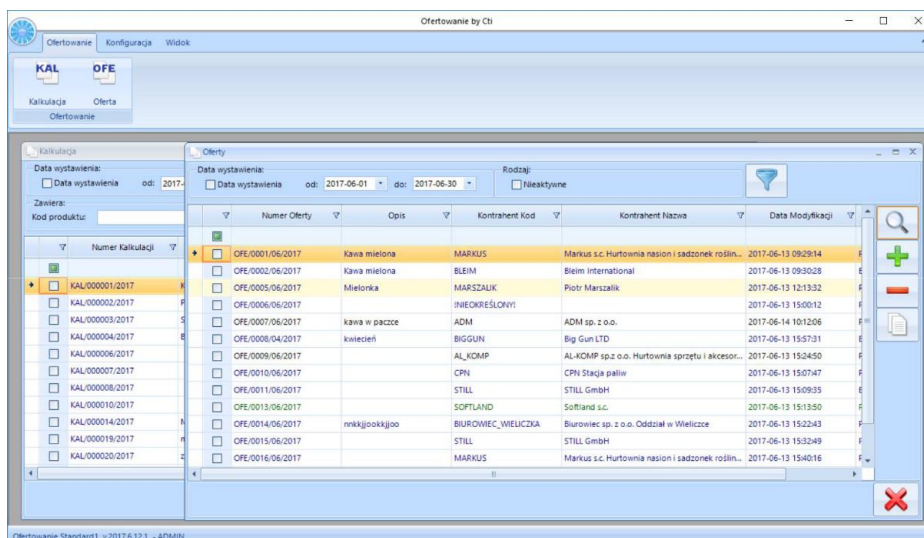 Ofertowanie by Cti
Ofertowanie Konfiguracja Widok
KAL OFE
Kalkulacja Oferta
Ofertowanie
Kalkulacja
Data wystawienia:
Data wystawienia od: 2017-
Zawiera:
Kod produktu:
Numer Kalkulacji
KAL/000001/2017 K
KAL/000002/2017 P
KAL/000003/2017 S
KAL/000004/2017 B
KAL/000006/2017
KAL/000007/2017
KAL/000008/2017
KAL/000010/2017
KAL/000014/2017
KAL/000019/2017
KAL/000020/2017 z
Oferty
Data wystawienia: Rodzaj:
Data wystawienia od: 2017-06-01 do: 2017-06-30 Nieaktywne
Numer Oferty Opis Kontrahent Kod Kontrahent Nazwa Data Modyfikacji
OFE/0001/06/2017 Kawa mielona MARKUS Markus s.c. Hurtownia nasion i sadzonek roślin... 2017-06-13 09:29:14
OFE/0002/06/2017 Kawa mielona BLEIM Bleim International 2017-06-13 09:30:28
OFE/0005/06/2017 Mielonka MARSZALIK Piotr Marszalik 2017-06-13 12:13:32
OFE/0006/06/2017 !NIEOKREŚLONY! 2017-06-13 15:00:12
OFE/0007/06/2017 kawa w paczce ADM ADM sp. z o.o. 2017-06-14 10:12:06
OFE/0008/04/2017 kwiecień BIGGUN Big Gun LTD 2017-06-13 15:57:31
OFE/0009/06/2017 AL_KOMP AL-KOMP sp.z o.o. Hurtownia sprzętu i akcesor... 2017-06-13 15:24:50
OFE/0010/06/2017 CPN CPN Stacja paliw 2017-06-13 15:07:47
OFE/0011/06/2017 STILL STILL GmbH 2017-06-13 15:09:35
OFE/0013/06/2017 SOFTLAND Softland s.c. 2017-06-13 15:13:50
OFE/0014/06/2017 nnkkjjookkjjoo BIUROWIEC_WIELICZKA Biurowiec sp. z o.o. Oddział w Wieliczce 2017-06-13 15:22:43
OFE/0015/06/2017 STILL STILL GmbH 2017-06-13 15:32:49
OFE/0016/06/2017 MARKUS Markus s.c. Hurtownia nasion i sadzonek roślin... 2017-06-13 15:40:16
Ofertowanie Standard1 v.2017.6.12.1 - ADMIN